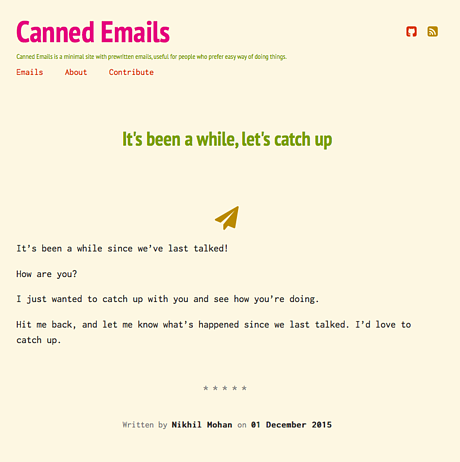 Canned Emails
Canned Emails is a minimal site with prewritten emails, useful for people who prefer easy way of doing things.
Emails About Contribute
It's been a while, let's catch up
It's been a while since we've last talked!
How are you?
I just wanted to catch up with you and see how you're doing.
Hit me back, and let me know what's happened since we last talked. I'd love to
catch up.
* * * * *
Written by Nikhil Mohan on 01 December 2015